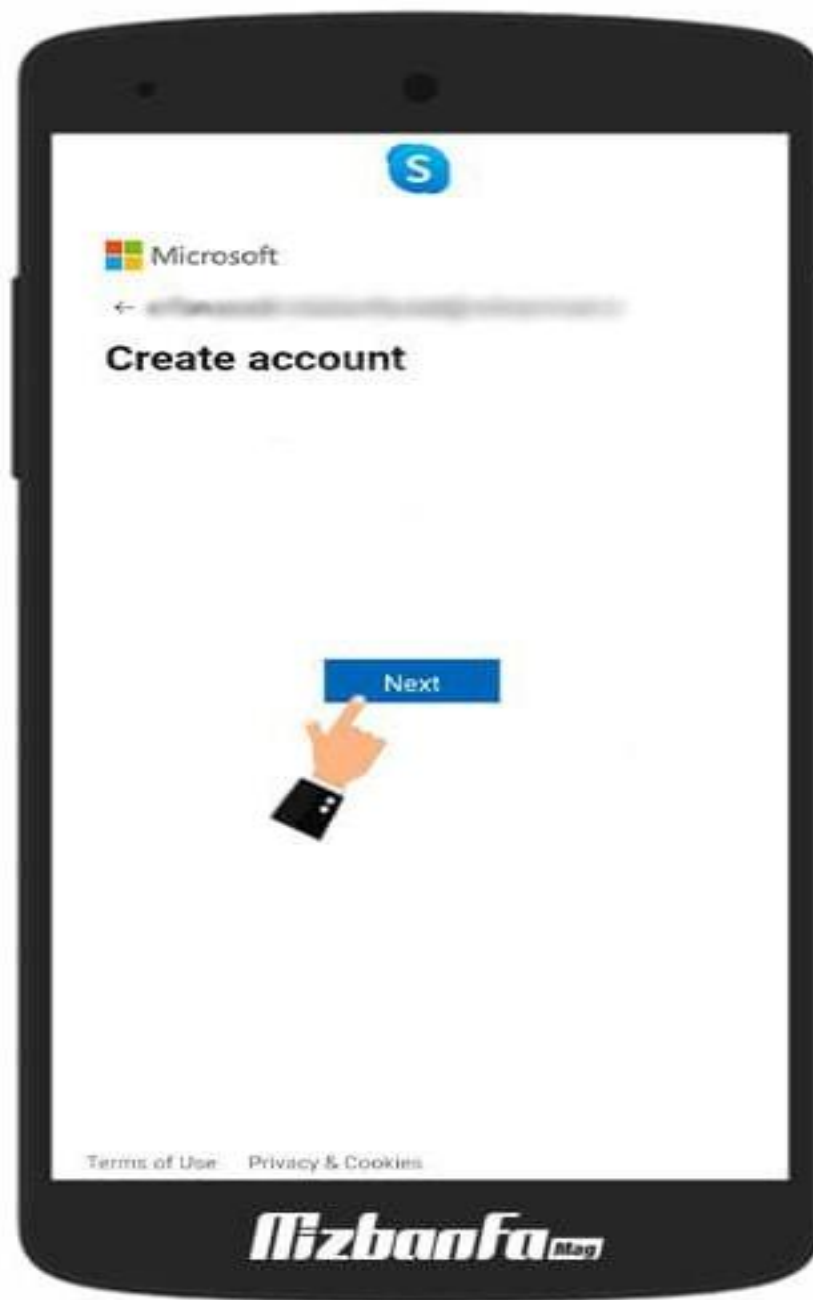 S
Microsoft
←
Create account
Next
Terms of Use Privacy & Cookies
MizbanFa Mag